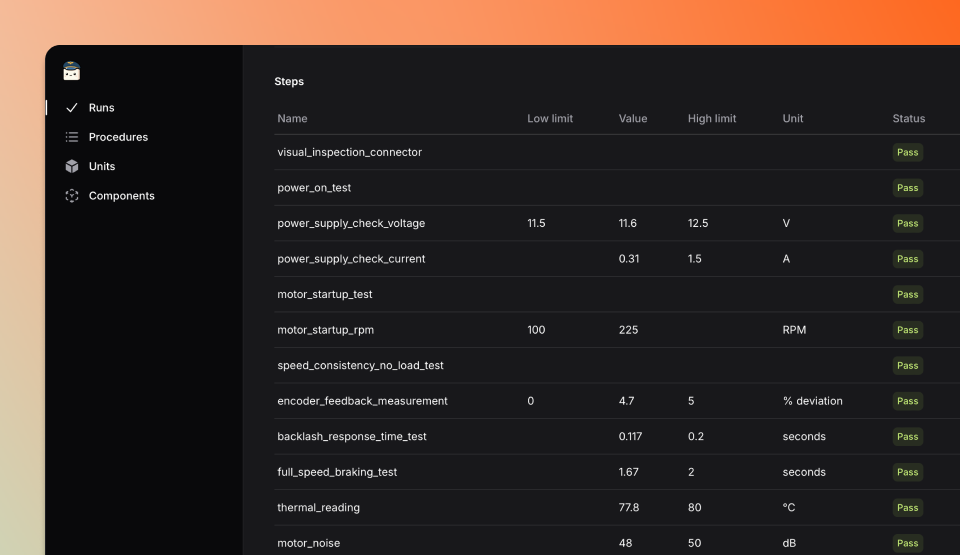 Runs
Procedures
Units
Components
Steps
Name Low limit Value High limit Unit Status
visual_inspection_connector Pass
power_on_test Pass
power_supply_check_voltage 11.5 11.6 12.5 V Pass
power_supply_check_current 0.31 1.5 A Pass
motor_startup_test Pass
motor_startup_rpm 100 225 RPM Pass
speed_consistency_no_load_test Pass
encoder_feedback_measurement 0 4.7 5 % deviation Pass
backlash_response_time_test 0.117 0.2 seconds Pass
full_speed_braking_test 1.67 2 seconds Pass
thermal_reading 77.8 80 °C Pass
motor_noise 48 50 dB Pass